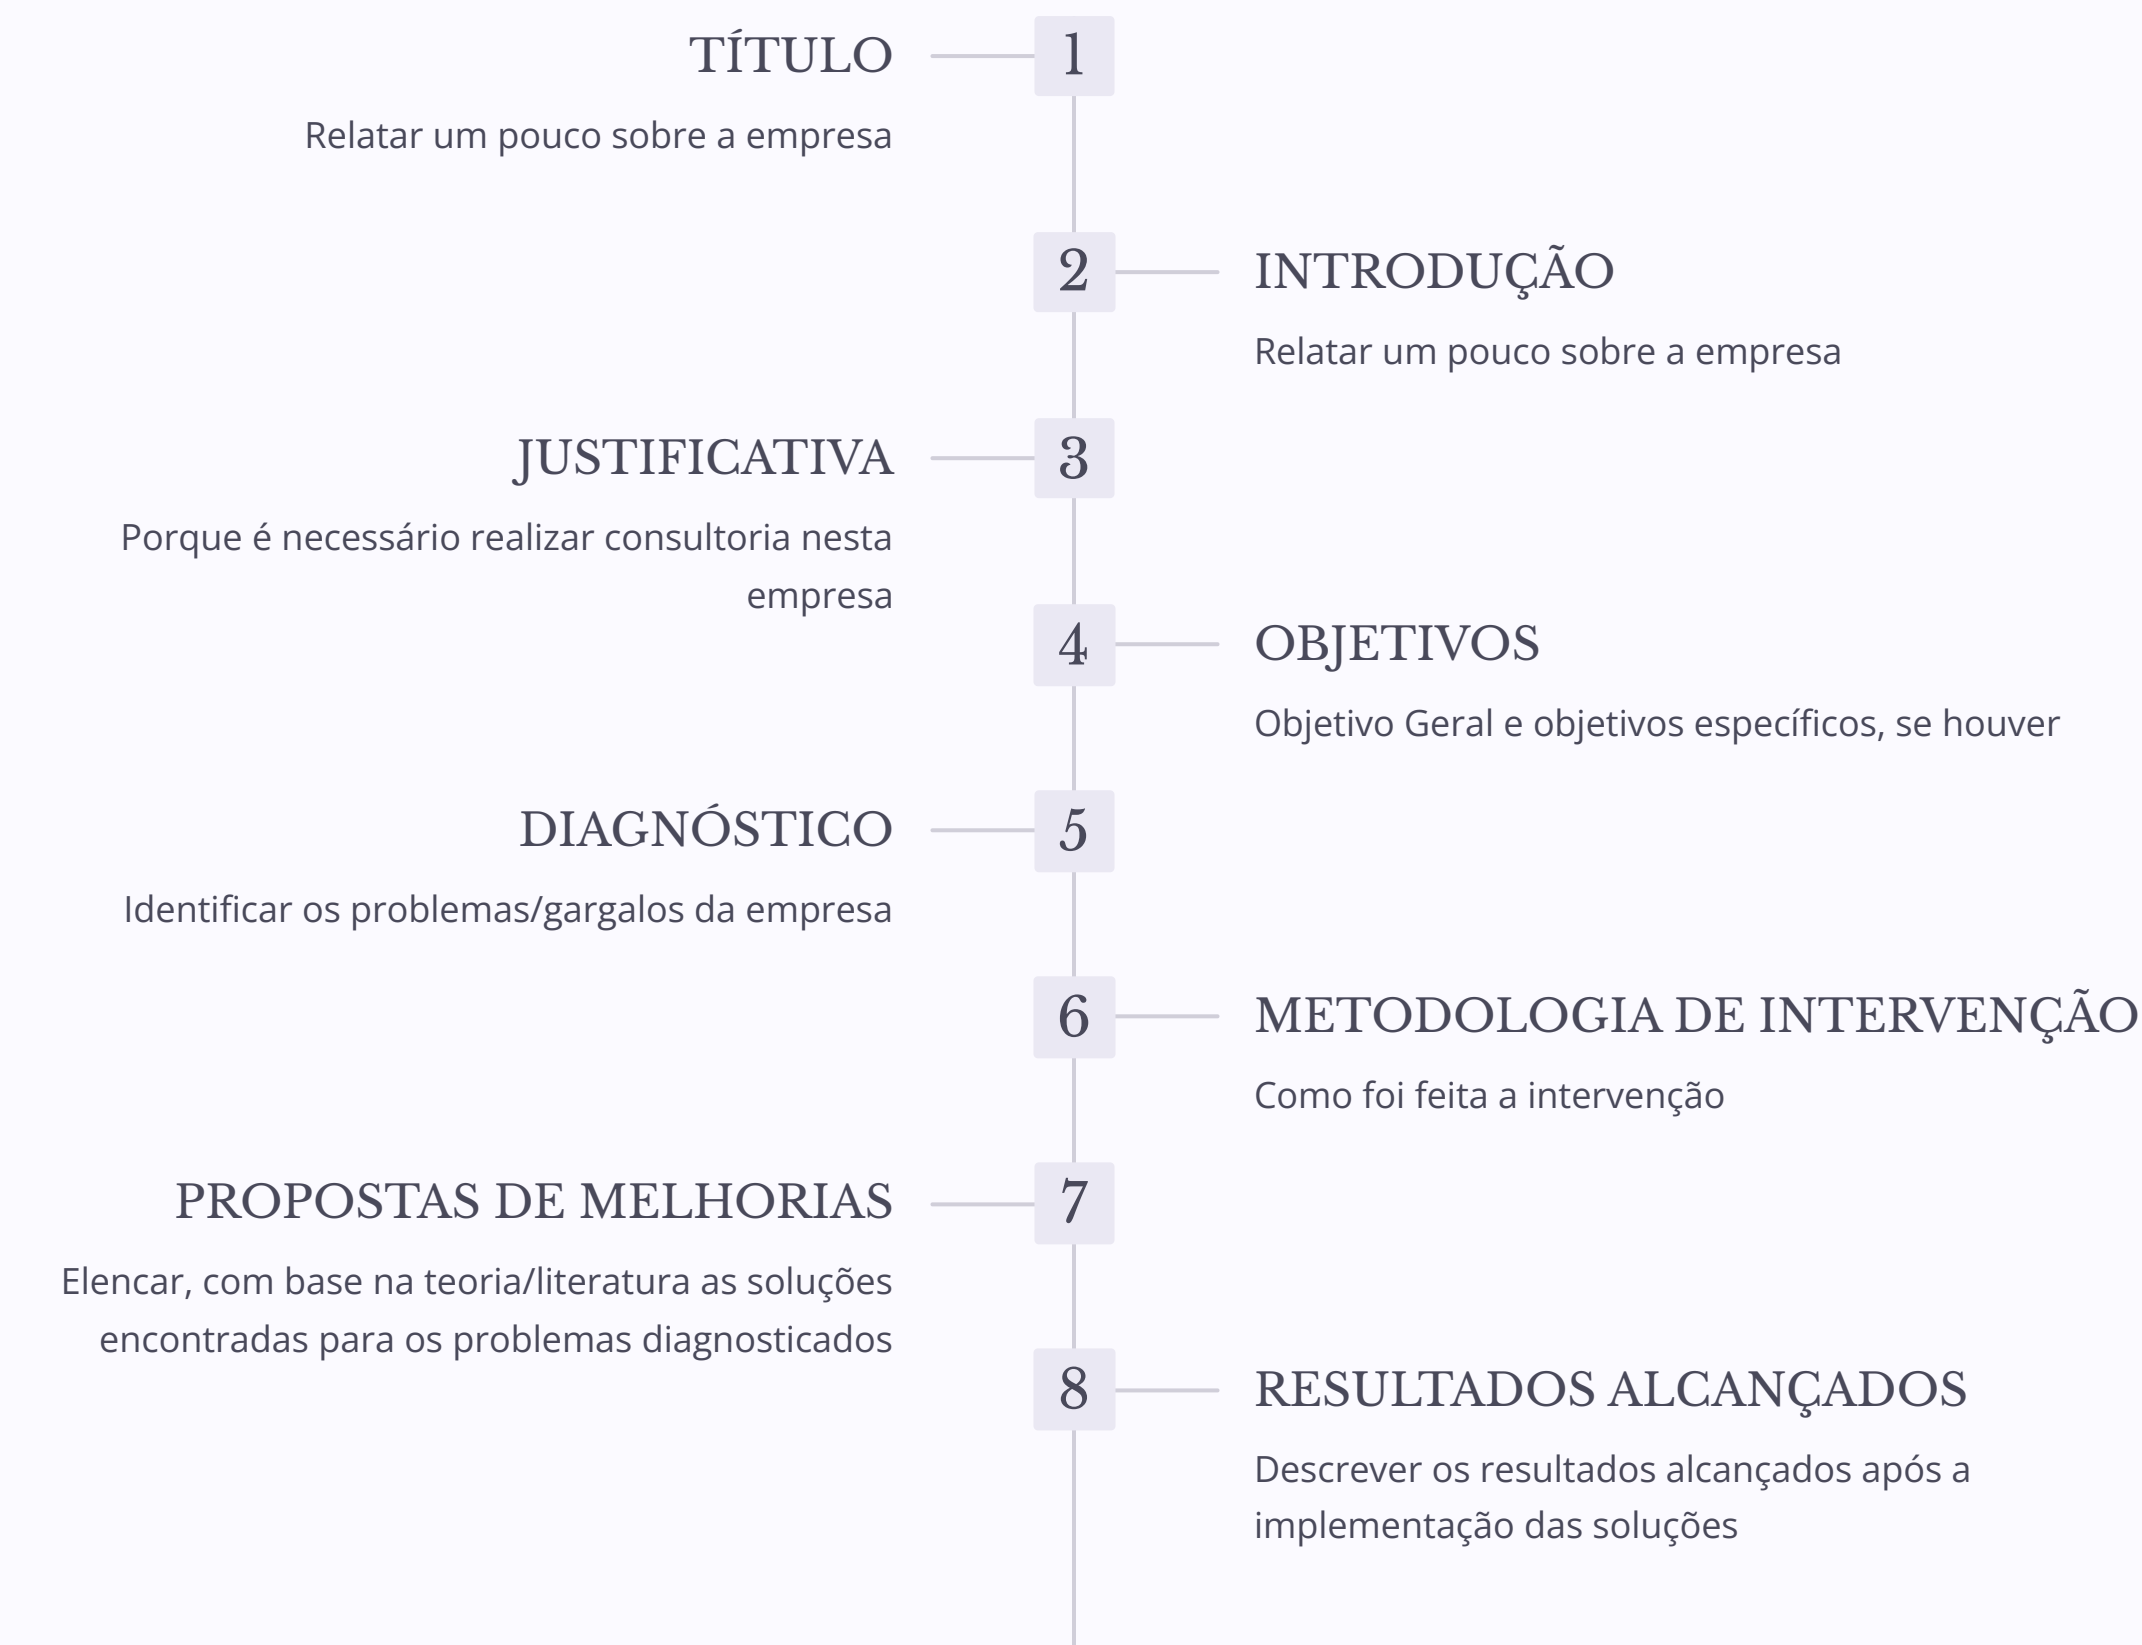 TÍTULO
1
Relatar um pouco sobre a empresa
2
INTRODUÇÃO
Relatar um pouco sobre a empresa
JUSTIFICATIVA
3
Porque é necessário realizar consultoria nesta
empresa
4
OBJETIVOS
Objetivo Geral e objetivos específicos, se houver
DIAGNÓSTICO
5
Identificar os problemas/gargalos da empresa
6
METODOLOGIA DE INTERVENÇÃO
Como foi feita a intervenção
PROPOSTAS DE MELHORIAS
7
Elencar, com base na teoria/literatura as soluções
encontradas para os problemas diagnosticados
8
RESULTADOS ALCANÇADOS
Descrever os resultados alcançados após a
implementação das soluções